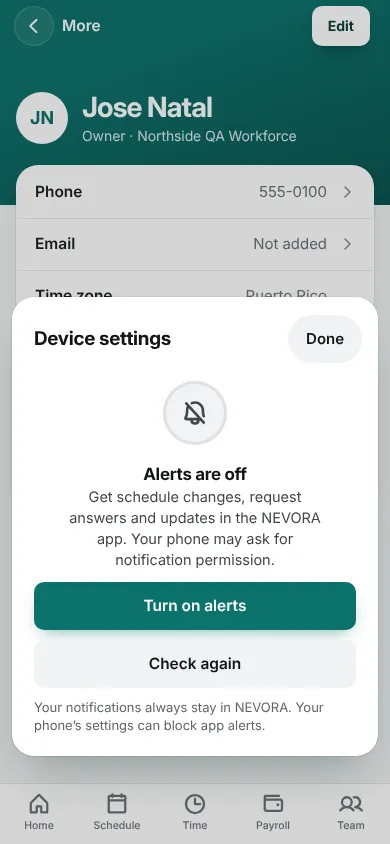 More
Edit
JN
Jose Natal
Owner · Northside QA Workforce
Phone 555-0100
Email Not added
Time zone Puerto Rico
Device settings
Done
Alerts are off
Get schedule changes, request
answers and updates in the NEVORA
app. Your phone may ask for
notification permission.
Turn on alerts
Check again
Your notifications always stay in NEVORA. Your
phone’s settings can block app alerts.
Home Schedule Time Payroll Team